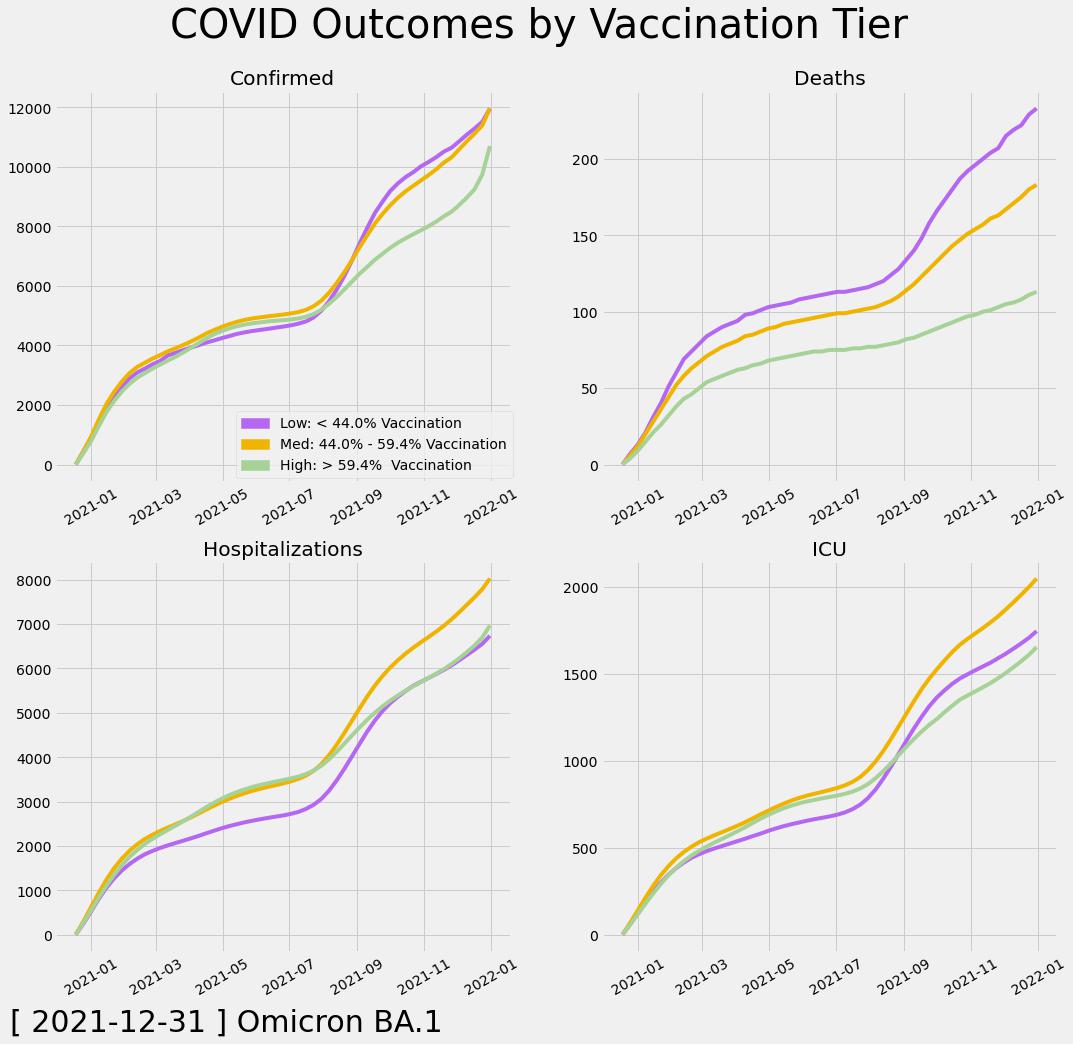 COVID Outcomes by Vaccination Tier
Confirmed
12000
10000
8000
6000
4000
2000
0
Low: < 44.0% Vaccination
Med: 44.0% - 59.4% Vaccination
High: > 59.4%  Vaccination
2021-01 2021-03 2021-05 2021-07 2021-09 2021-11 2022-01
Deaths
200
150
100
50
0
2021-01 2021-03 2021-05 2021-07 2021-09 2021-11 2022-01
Hospitalizations
8000
7000
6000
5000
4000
3000
2000
1000
0
2021-01 2021-03 2021-05 2021-07 2021-09 2021-11 2022-01
ICU
2000
1500
1000
500
0
2021-01 2021-03 2021-05 2021-07 2021-09 2021-11 2022-01
[ 2021-12-31 ] Omicron BA.1